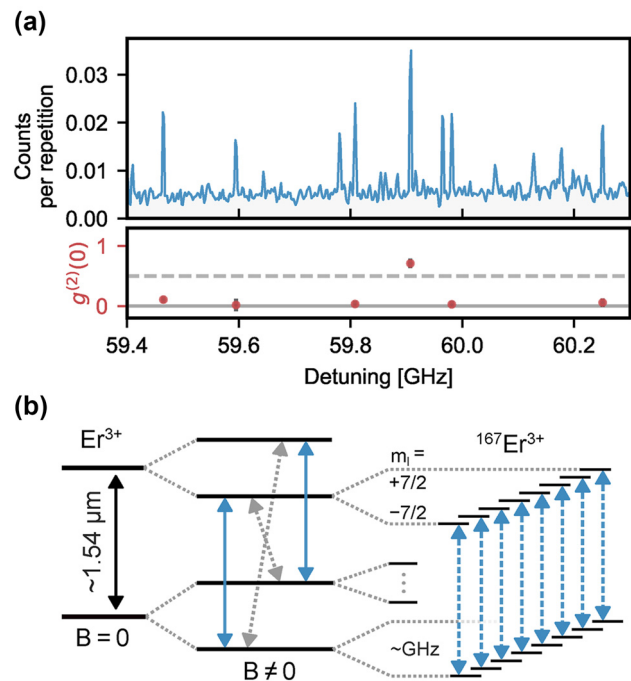 (a)
Counts
per repetition
0.03
0.02
0.01
0.00
g(2)(0)
1
0
59.4
59.6
59.8
60.0
60.2
Detuning [GHz]
(b)
Er3+
~1.54 μm
B = 0
B ≠ 0
mI =
+7/2
−7/2
~GHz
167Er3+